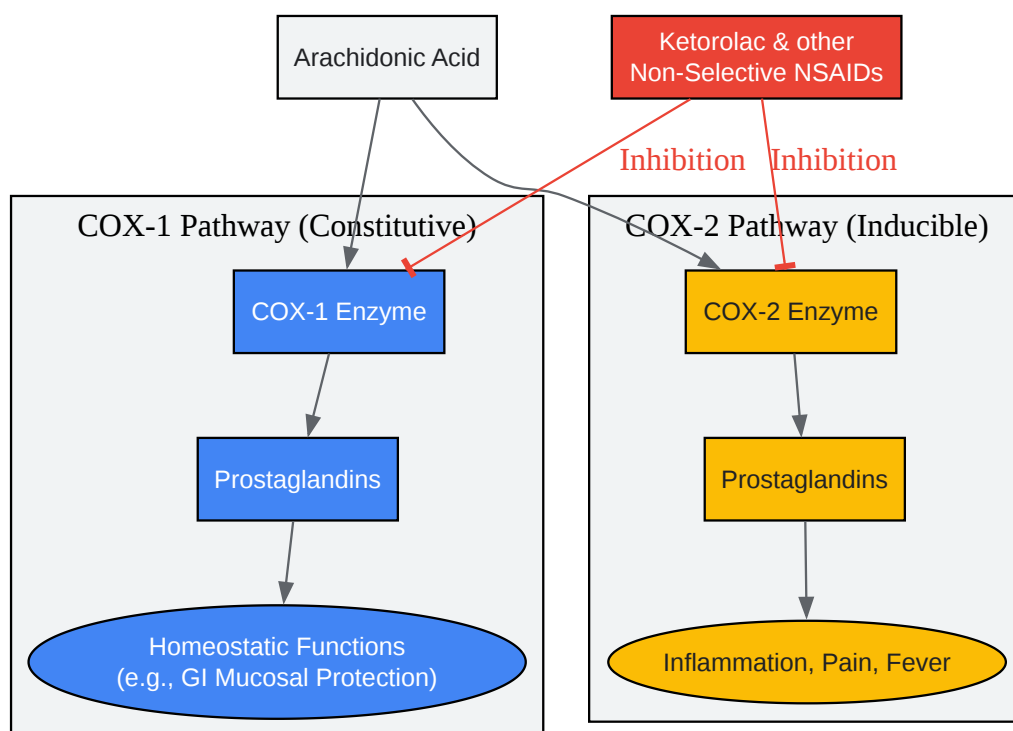 Arachidonic Acid
Ketorolac & other
Non-Selective NSAIDs
Inhibition
Inhibition
COX-1 Pathway (Constitutive)
COX-2 Pathway (Inducible)
COX-1 Enzyme
COX-2 Enzyme
Prostaglandins
Prostaglandins
Homeostatic Functions
(e.g., GI Mucosal Protection)
Inflammation, Pain, Fever